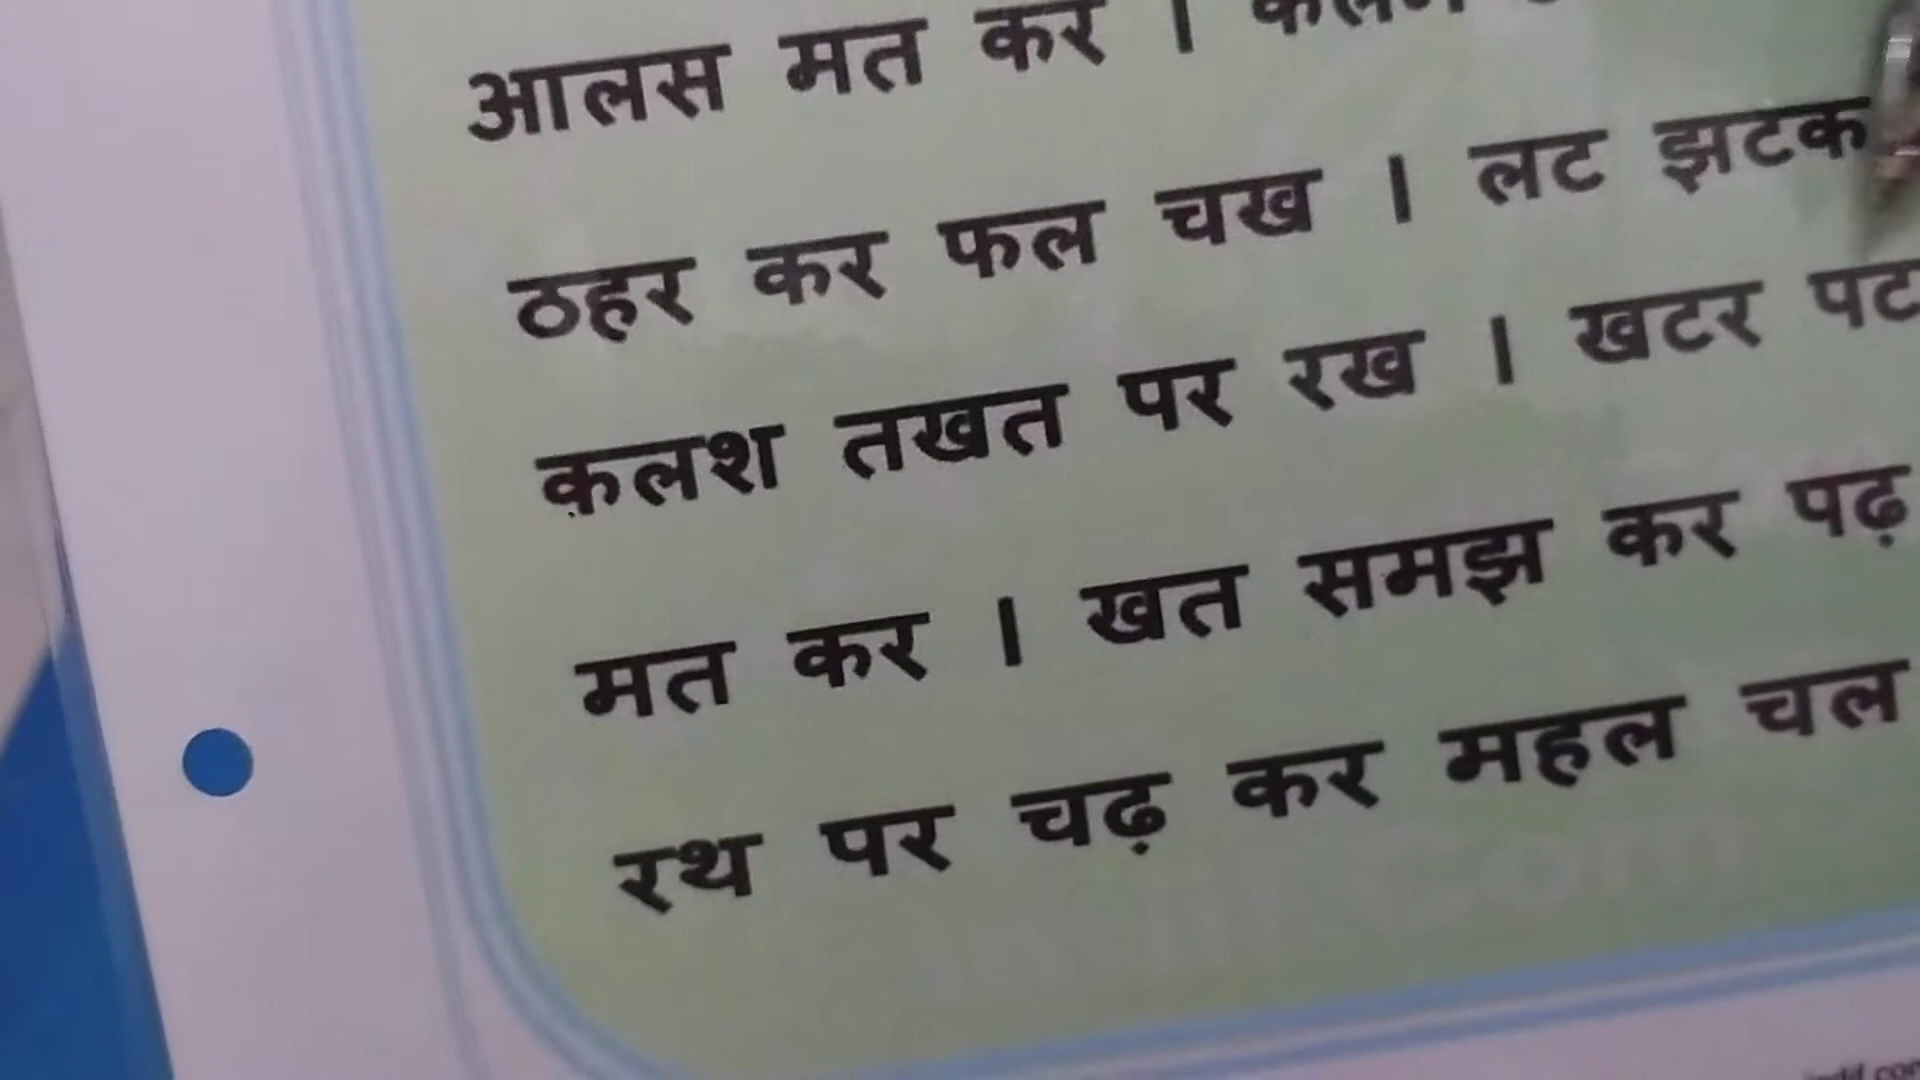 आलस मत कर ।
ठहर कर फल चख । लट झटक
कलश तखत पर रख । खटर पट
मत कर । खत समझ कर पढ़
रथ पर चढ़ कर महल चल